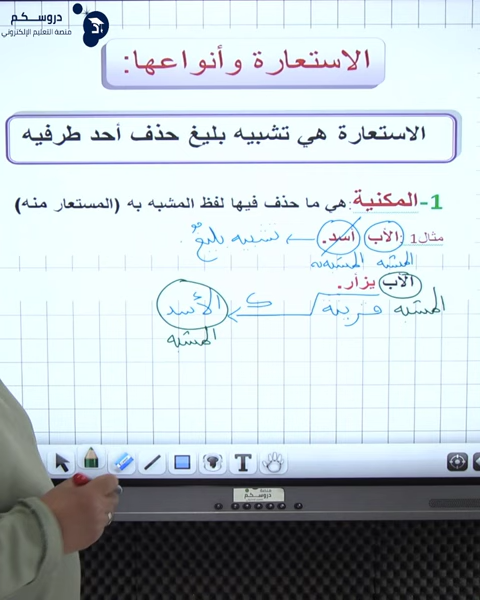 دروسكم
منصة التعليم الإلكتروني
الاستعارة وأنواعها:
الاستعارة هي تشبيه بليغ حذف أحد طرفيه
1-المكنية: هي ما حذف فيها لفظ المشبه به (المستعار منه)
مثال1: الأب أسد. ← تشبيه بليغ
المشبه المشبه به
الأب يزأر.
المشبه قرينة ك الأسد
المشبه
T
دروسكم